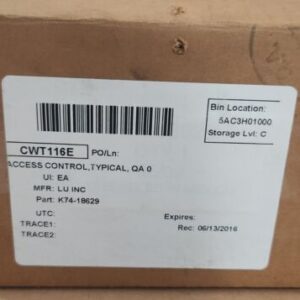 Bin Location:
5AC3H01000
Storage Lvl: C
CWT116E PO/Ln:
ACCESS CONTROL,TYPICAL, QA 0
UI: EA
MFR: LU INC
Part: K74-18629
UTC:
Expires:
TRACE1:
Rec: 06/13/2016
TRACE2